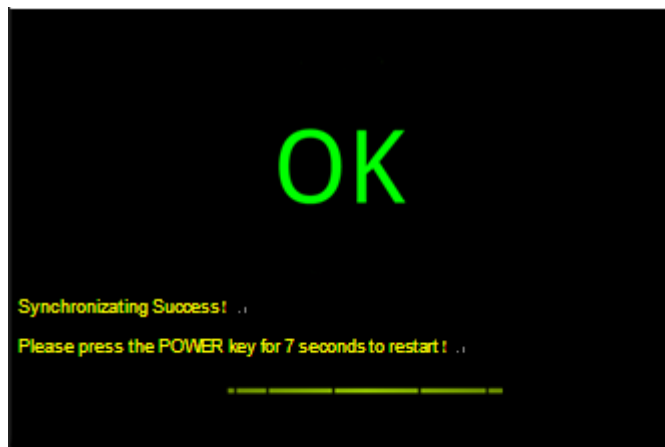 OK
Synchronizating Success!
Please press the POWER key for 7 seconds to restart!